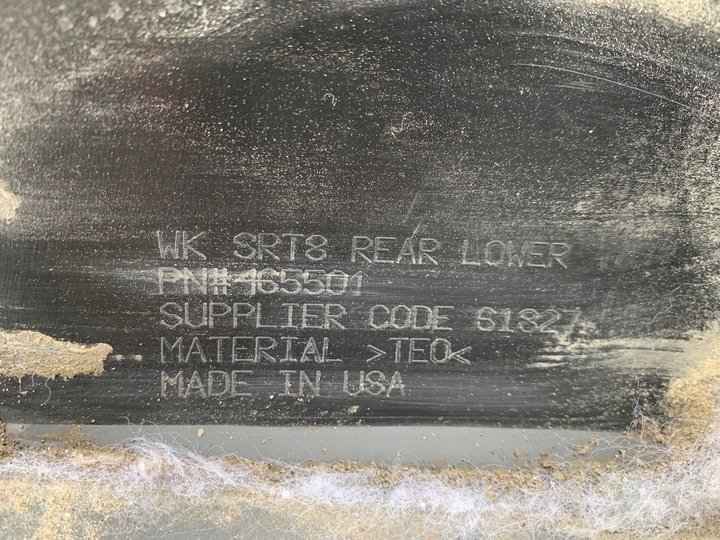 WK SRT8 REAR LOWER
PN#465501
SUPPLIER CODE 61827
MATERIAL >TEO<
MADE IN USA